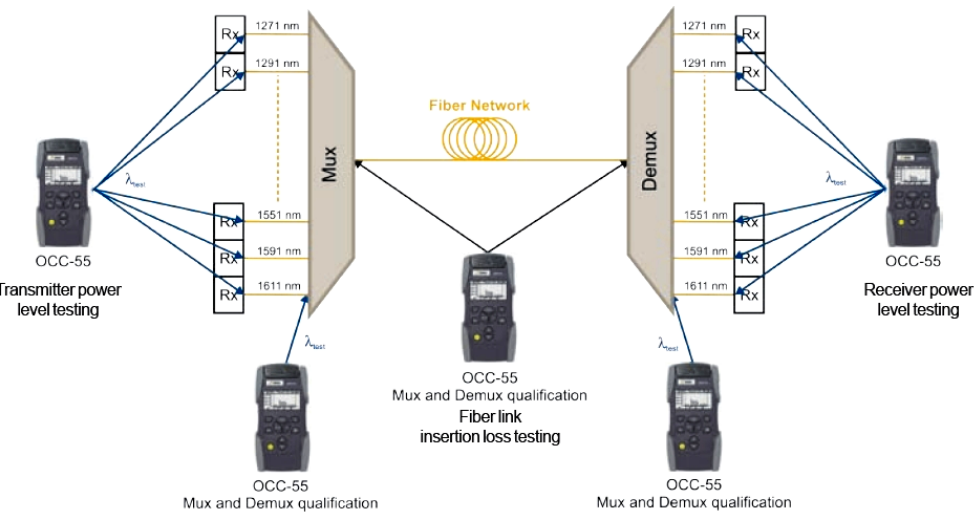 Rx 1271 nm
Rx 1291 nm
Mux
Fiber Network
Demux
1271 nm Rx
1291 nm Rx
λtest
λtest
Rx 1551 nm
Rx 1591 nm
Rx 1611 nm
1551 nm Rx
1591 nm Rx
1611 nm Rx
OCC-55
Transmitter power
level testing
OCC-55
Receiver power
level testing
λtest
λtest
OCC-55
Mux and Demux qualification
Fiber link
insertion loss testing
OCC-55
Mux and Demux qualification
OCC-55
Mux and Demux qualification